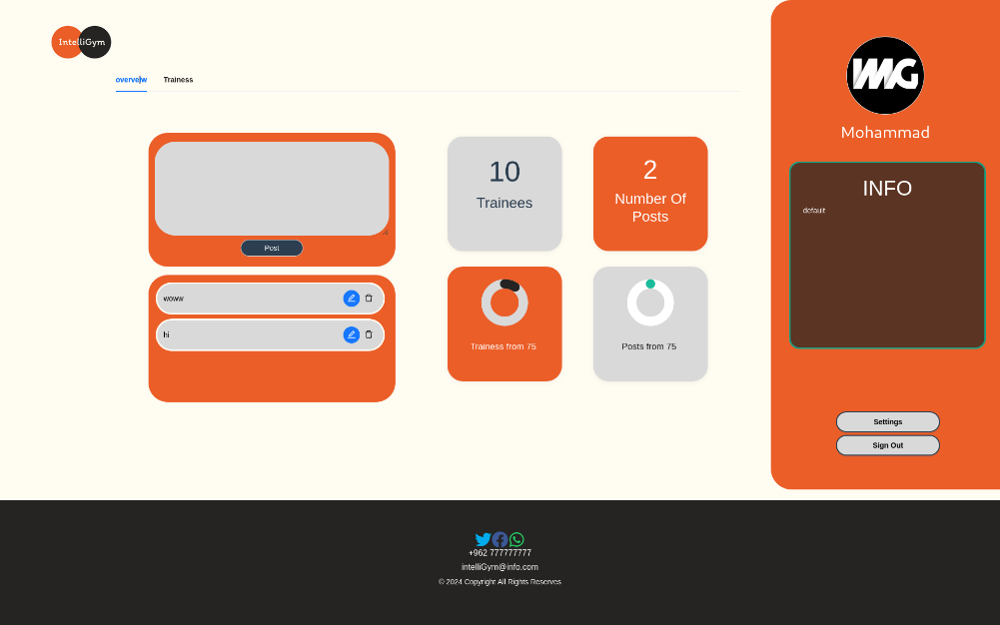 IntelliGym
overveiw
Trainess
Post
woww
hi
10
Trainees
2
Number Of
Posts
Trainess from 75
Posts from 75
MG
Mohammad
INFO
default
Settings
Sign Out
+962 777777777
intelliGym@info.com
© 2024 Copyright All Rights Reserves